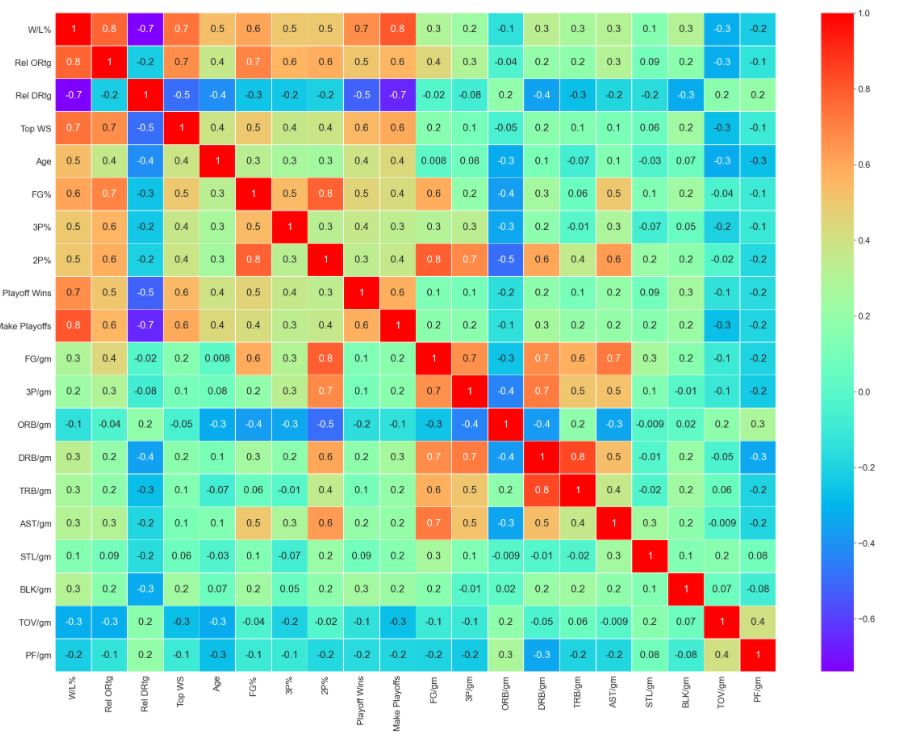 W/L% 1 0.8 -0.7 0.7 0.5 0.6 0.5 0.5 0.7 0.8 0.3 0.2 -0.1 0.3 0.3 0.3 0.1 0.3 -0.3 -0.2
Rel ORtg 0.8 1 -0.2 0.7 0.4 0.7 0.6 0.6 0.5 0.6 0.4 0.3 -0.04 0.2 0.2 0.3 0.09 0.2 -0.3 -0.1
Rel DRtg -0.7 -0.2 1 -0.5 -0.4 -0.3 -0.2 -0.2 -0.5 -0.7 -0.02 -0.08 0.2 -0.4 -0.3 -0.2 -0.2 -0.3 0.2 0.2
Top WS 0.7 0.7 -0.5 1 0.4 0.5 0.4 0.4 0.6 0.6 0.2 0.1 -0.05 0.2 0.1 0.1 0.06 0.2 -0.3 -0.1
Age 0.5 0.4 -0.4 0.4 1 0.3 0.3 0.3 0.4 0.4 0.008 0.08 -0.3 0.1 -0.07 0.1 -0.03 0.07 -0.3 -0.3
FG% 0.6 0.7 -0.3 0.5 0.3 1 0.5 0.8 0.5 0.4 0.6 0.2 -0.4 0.3 0.06 0.5 0.1 0.2 -0.04 -0.1
3P% 0.5 0.6 -0.2 0.4 0.3 0.5 1 0.3 0.4 0.3 0.3 0.3 -0.3 0.2 -0.01 0.3 -0.07 0.05 -0.2 -0.1
2P% 0.5 0.6 -0.2 0.4 0.3 0.8 0.3 1 0.3 0.4 0.8 0.7 -0.5 0.6 0.4 0.6 0.2 0.2 -0.02 -0.2
Playoff Wins 0.7 0.5 -0.5 0.6 0.4 0.5 0.4 0.3 1 0.6 0.1 0.1 -0.2 0.2 0.1 0.2 0.09 0.3 -0.1 -0.2
Make Playoffs 0.8 0.6 -0.7 0.6 0.4 0.4 0.3 0.4 0.6 1 0.2 0.2 -0.1 0.3 0.2 0.2 0.2 0.2 -0.3 -0.2
FG/gm 0.3 0.4 -0.02 0.2 0.008 0.6 0.3 0.8 0.1 0.2 1 0.7 -0.3 0.7 0.6 0.7 0.3 0.2 -0.1 -0.2
3P/gm 0.2 0.3 -0.08 0.1 0.08 0.2 0.3 0.7 0.1 0.2 0.7 1 -0.4 0.7 0.5 0.5 0.1 -0.01 -0.1 -0.2
ORB/gm -0.1 -0.04 0.2 -0.05 -0.3 -0.4 -0.3 -0.5 -0.2 -0.1 -0.3 -0.4 1 -0.4 0.2 -0.3 -0.009 0.02 0.2 0.3
DRB/gm 0.3 0.2 -0.4 0.2 0.1 0.3 0.2 0.6 0.2 0.3 0.7 0.7 -0.4 1 0.8 0.5 -0.01 0.2 -0.05 -0.3
TRB/gm 0.3 0.2 -0.3 0.1 -0.07 0.06 -0.01 0.4 0.1 0.2 0.6 0.5 0.2 0.8 1 0.4 -0.02 0.2 0.06 -0.2
AST/gm 0.3 0.3 -0.2 0.1 0.1 0.5 0.3 0.6 0.2 0.2 0.7 0.5 -0.3 0.5 0.4 1 0.3 0.2 -0.009 -0.2
STL/gm 0.1 0.09 -0.2 0.06 -0.03 0.1 -0.07 0.2 0.09 0.2 0.3 0.1 -0.009 -0.01 -0.02 0.3 1 0.1 0.2 0.08
BLK/gm 0.3 0.2 -0.3 0.2 0.07 0.2 0.05 0.2 0.3 0.2 0.2 -0.01 0.02 0.2 0.2 0.2 0.1 1 0.07 -0.08
TOV/gm -0.3 -0.3 0.2 -0.3 -0.3 -0.04 -0.2 -0.02 -0.1 -0.3 -0.1 -0.1 0.2 -0.05 0.06 -0.009 0.2 0.07 1 0.4
PF/gm -0.2 -0.1 0.2 -0.1 -0.3 -0.1 -0.1 -0.2 -0.2 -0.2 -0.2 -0.2 0.3 -0.3 -0.2 -0.2 0.08 -0.08 0.4 1
W/L% Rel ORtg Rel DRtg Top WS Age FG% 3P% 2P% Playoff Wins Make Playoffs FG/gm 3P/gm ORB/gm DRB/gm TRB/gm AST/gm STL/gm BLK/gm TOV/gm PF/gm
1.0
0.8
0.6
0.4
0.2
0.0
-0.2
-0.4
-0.6